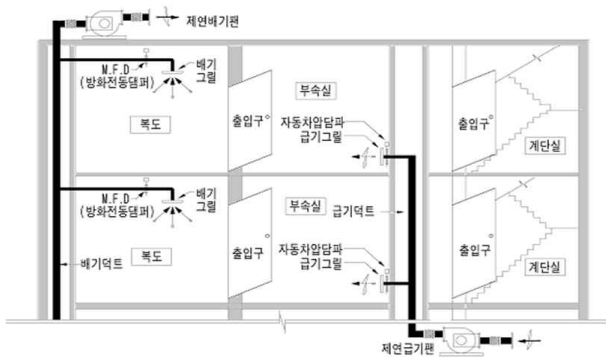 제연배기팬
M.F.D
(방화전동댐퍼)
배기
그릴
복도
출입구
부속실
자동차압담파
급기그릴
출입구
계단실
M.F.D
(방화전동댐퍼)
배기
그릴
배기덕트
복도
출입구
부속실
급기덕트
자동차압담파
급기그릴
출입구
계단실
제연급기팬